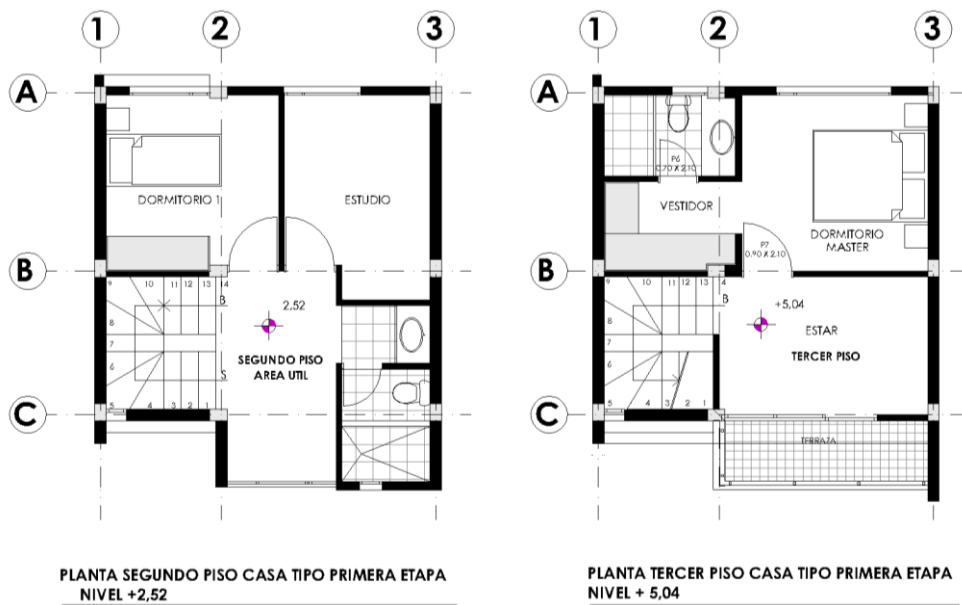 1
2
3
A
B
C
DORMITORIO 1
ESTUDIO
9
10
11
12
13
14
B
8
7
6
S
5
4
3
2
1
2,52
SEGUNDO PISO
AREA UTIL
PLANTA SEGUNDO PISO CASA TIPO PRIMERA ETAPA
NIVEL +2,52
1
2
3
A
B
C
P6
0.70 X 2.10
VESTIDOR
DORMITORIO
MASTER
P7
0.90 X 2.10
9
10
11
12
13
4
B
8
7
6
5
4
3
2
1
+5,04
ESTAR
TERCER PISO
TERRAZA
PLANTA TERCER PISO CASA TIPO PRIMERA ETAPA
NIVEL + 5,04